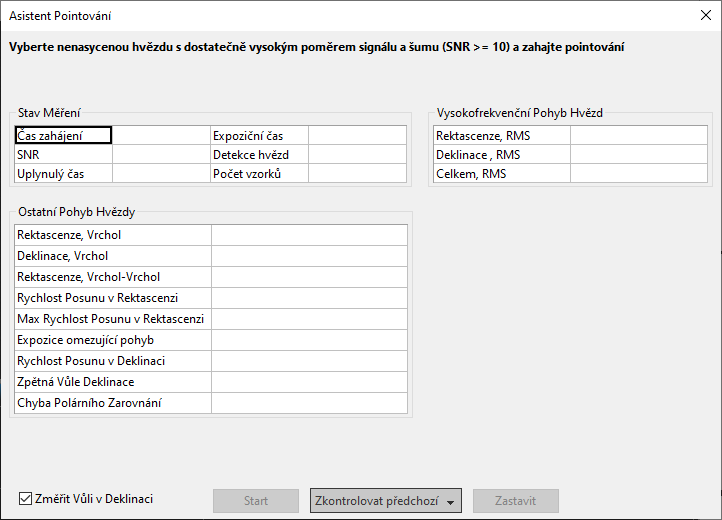 Asistent Pointování
Vyberte nenasycenou hvězdu s dostatečně vysokým poměrem signálu a šumu (SNR >= 10) a zahajte pointování
Stav Měření
Čas zahájení Expoziční čas
SNR Detekce hvězd
Uplynulý čas Počet vzorků
Vysokofrekvenční Pohyb Hvězd
Rektascenze, RMS
Deklinace , RMS
Celkem, RMS
Ostatní Pohyb Hvězdy
Rektascenze, Vrchol
Deklinace, Vrchol
Rektascenze, Vrchol-Vrchol
Rychlost Posunu v Rektascenzi
Max Rychlost Posunu v Rektascenzi
Expozice omezující pohyb
Rychlost Posunu v Deklinaci
Zpětná Vůle Deklinace
Chyba Polárního Zarovnání
Změřit Vůli v Deklinaci Start Zkontrolovat předchozí Zastavit